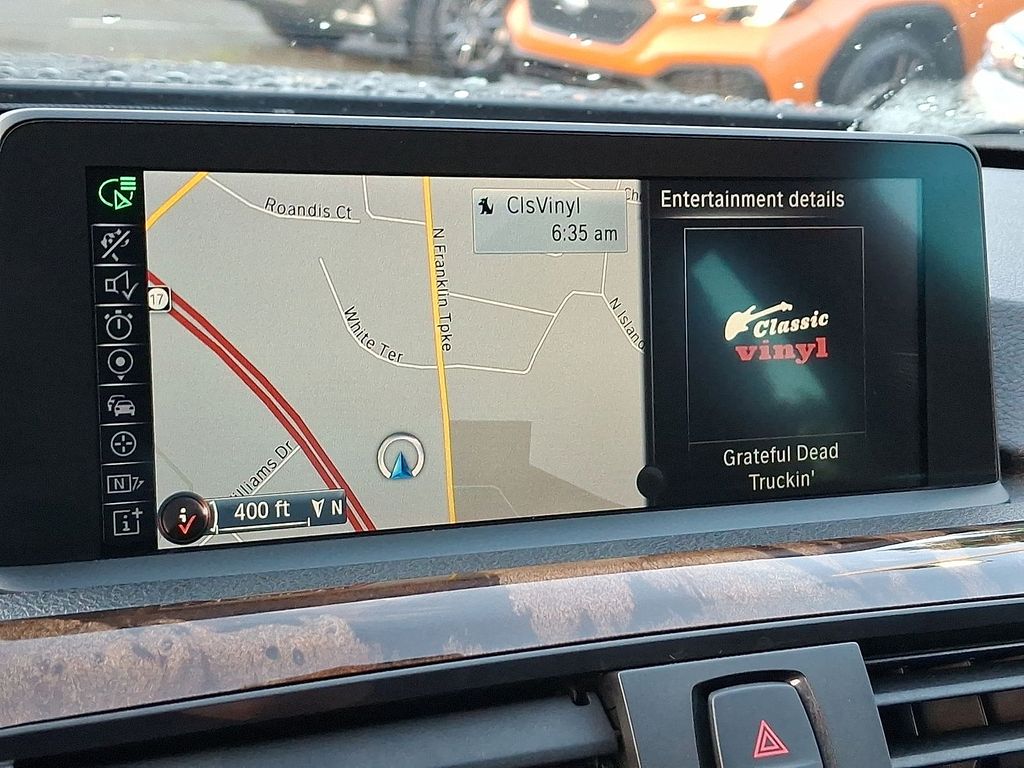 Roandis Ct
ClsVinyl
6:35 am
Entertainment details
17
N Franklin Tpke
White Ter
N Island
Classic
vinyl
Grateful Dead
Truckin'
illiams Dr
400 ft
N
N
i